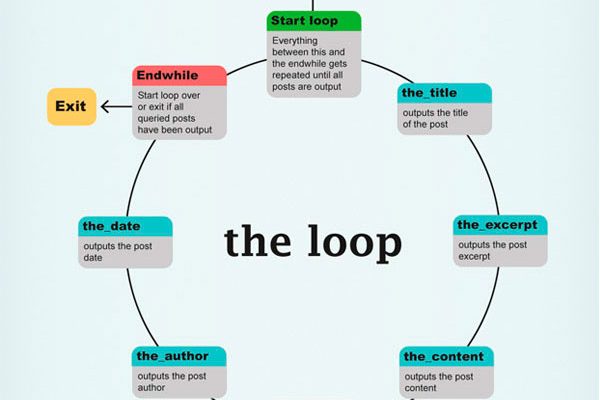 Start loop
Everything
between this and
the endwhile gets
repeated until all
posts are output
Endwhile
Start loop over
or exit if all
queried posts
have been output
Exit
the_title
outputs the title
of the post
the_date
outputs the post
date
the loop
the_excerpt
outputs the post
excerpt
the_author
outputs the post
author
the_content
outputs the post
content